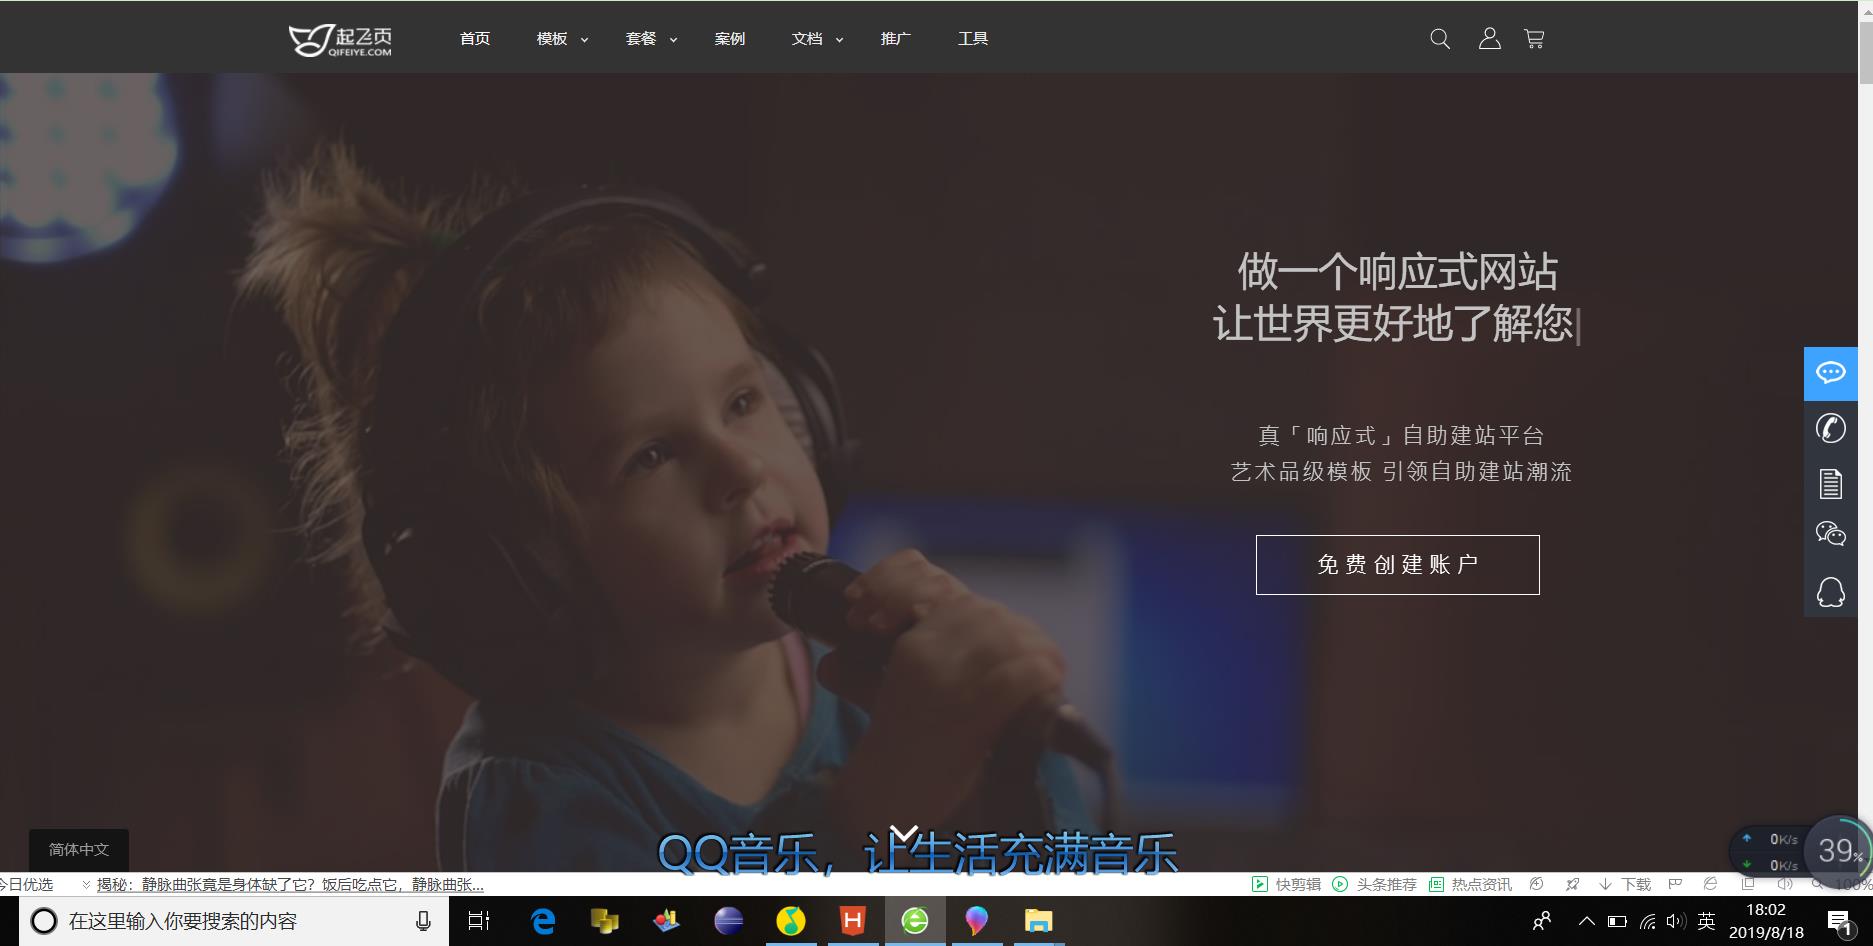 起飞页
QIFEIYE.COM
首页 模板 套餐 案例 文档 推广 工具
做一个响应式网站
让世界更好地了解您
真「响应式」自助建站平台
艺术品级模板 引领自助建站潮流
免费创建账户
QQ音乐，让生活充满音乐
简体中文
0K/s
39%
0K/s
今日优选 揭秘：静脉曲张竟是身体缺了它？饭后吃点它，静脉曲张... 快剪辑 头条推荐 热点资讯 下载 100%
在这里输入你要搜索的内容
英 18:02
2019/8/18
1